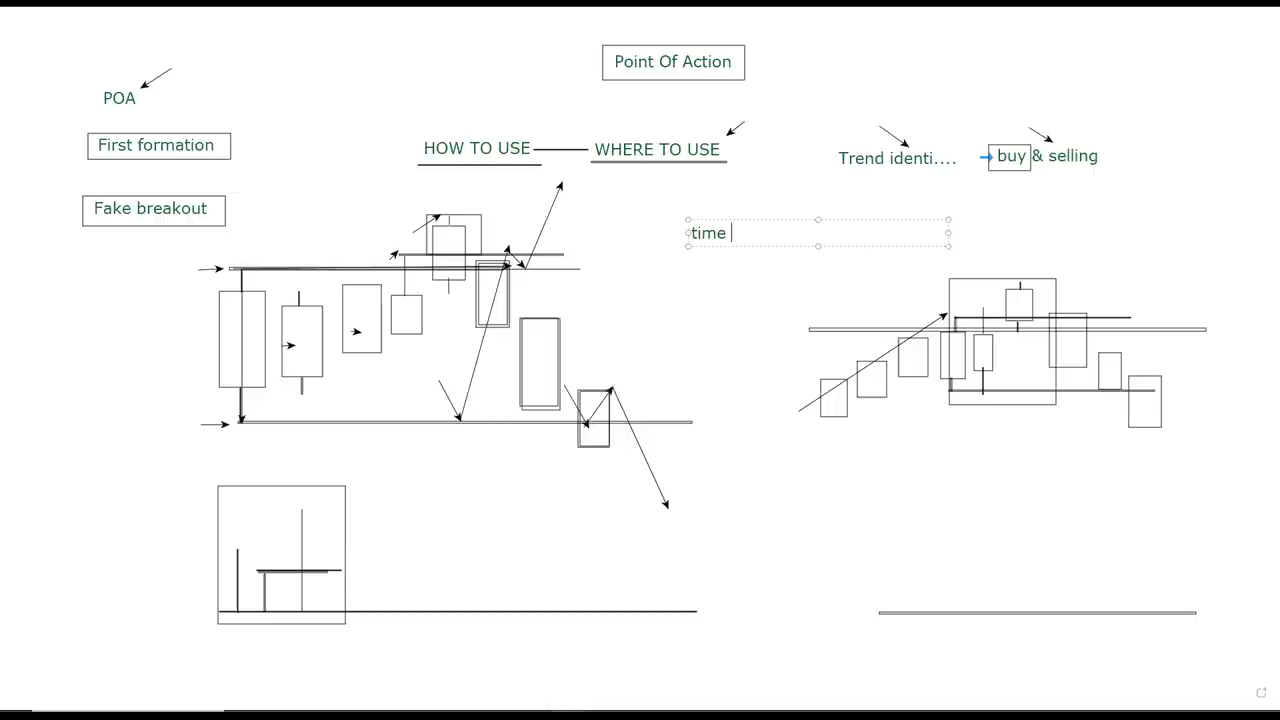 Point Of Action
POA
First formation
HOW TO USE
WHERE TO USE
Trend identi....
buy & selling
Fake breakout
time